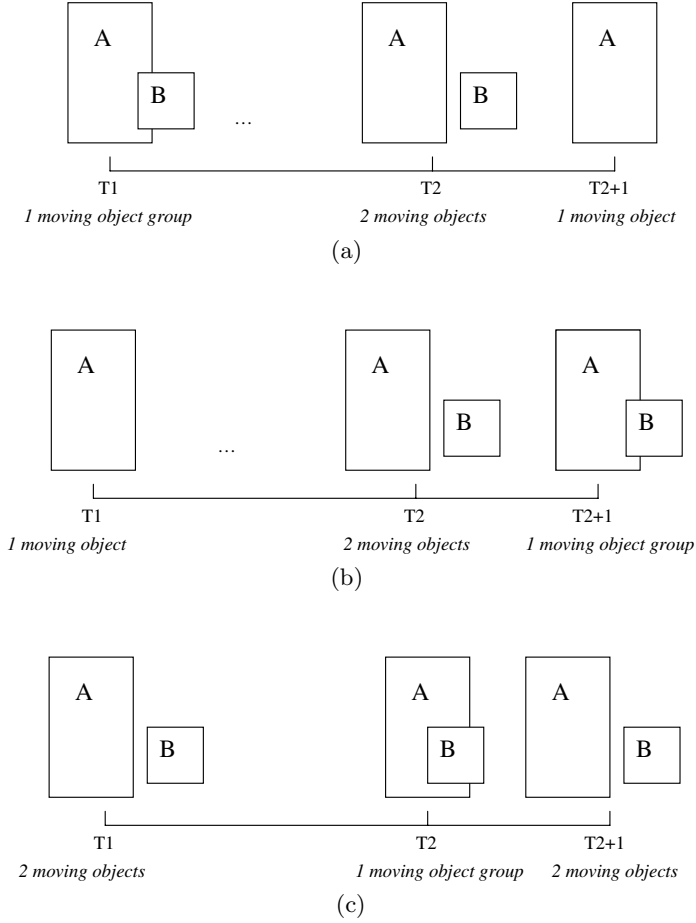 A A A
B B
...
T1 T2 T2+1
1 moving object group 2 moving objects 1 moving object
(a)
A A A
B B
...
T1 T2 T2+1
1 moving object 2 moving objects 1 moving object group
(b)
A A A
B B B
T1 T2 T2+1
2 moving objects 1 moving object group 2 moving objects
(c)